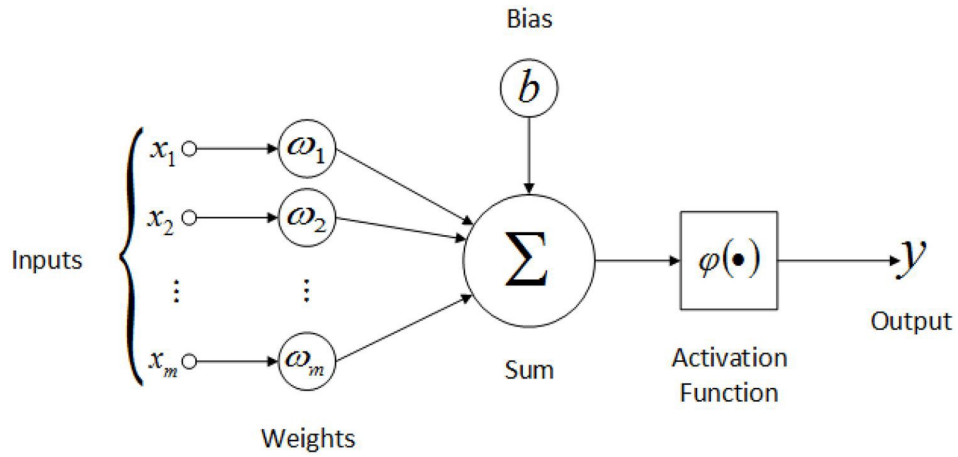 Bias
b
x₁ ω₁
x₂ ω₂
Inputs
⋮ ⋮
Σ φ(•) y
xₘ ωₘ
Output
Sum
Activation
Function
Weights